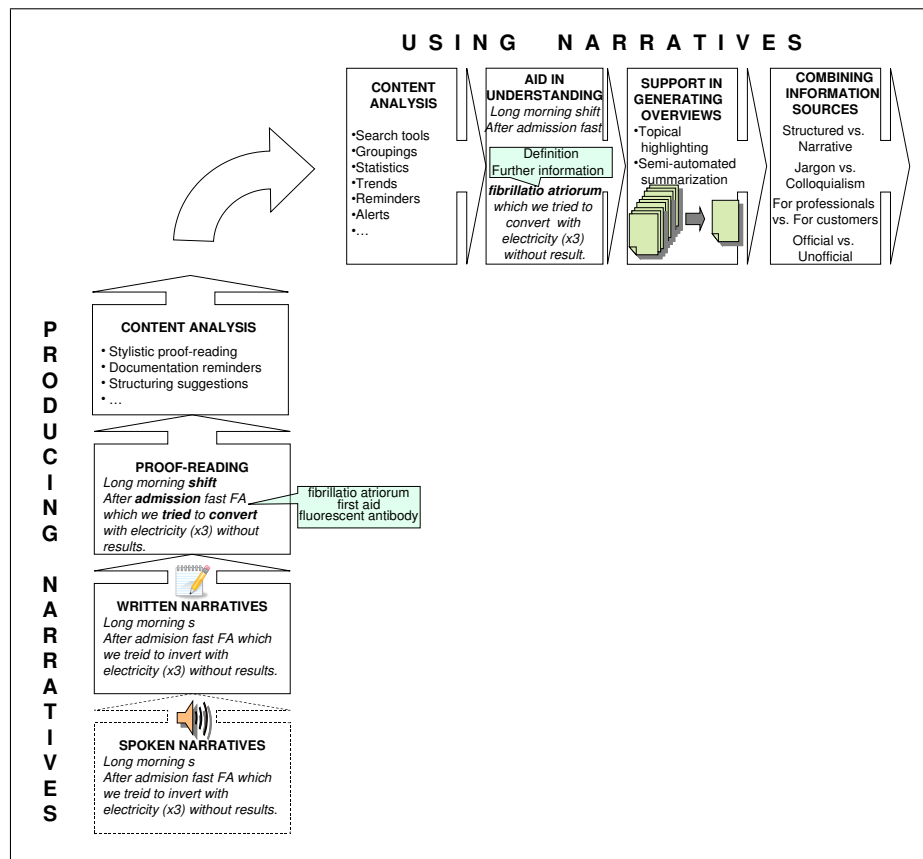 USING NARRATIVES
CONTENT
ANALYSIS
•Search tools
•Groupings
•Statistics
•Trends
•Reminders
•Alerts
•…
AID IN
UNDERSTANDING
Long morning shift
After admission fast
Definition
Further information
fibrillatio atriorum
which we tried to
convert with
electricity (x3)
without result.
SUPPORT IN
GENERATING
OVERVIEWS
•Topical
highlighting
•Semi-automated
summarization
COMBINING
INFORMATION
SOURCES
Structured vs.
Narrative
Jargon vs.
Colloquialism
For professionals
vs. For customers
Official vs.
Unofficial
PRODUCING NARRATIVES
CONTENT ANALYSIS
• Stylistic proof-reading
• Documentation reminders
• Structuring suggestions
• …
PROOF-READING
Long morning shift
After admission fast FA
which we tried to convert
with electricity (x3) without
results.
fibrillatio atriorum
first aid
fluorescent antibody
WRITTEN NARRATIVES
Long morning s
After admision fast FA which
we treid to invert with
electricity (x3) without results.
SPOKEN NARRATIVES
Long morning s
After admision fast FA which
we treid to invert with
electricity (x3) without results.